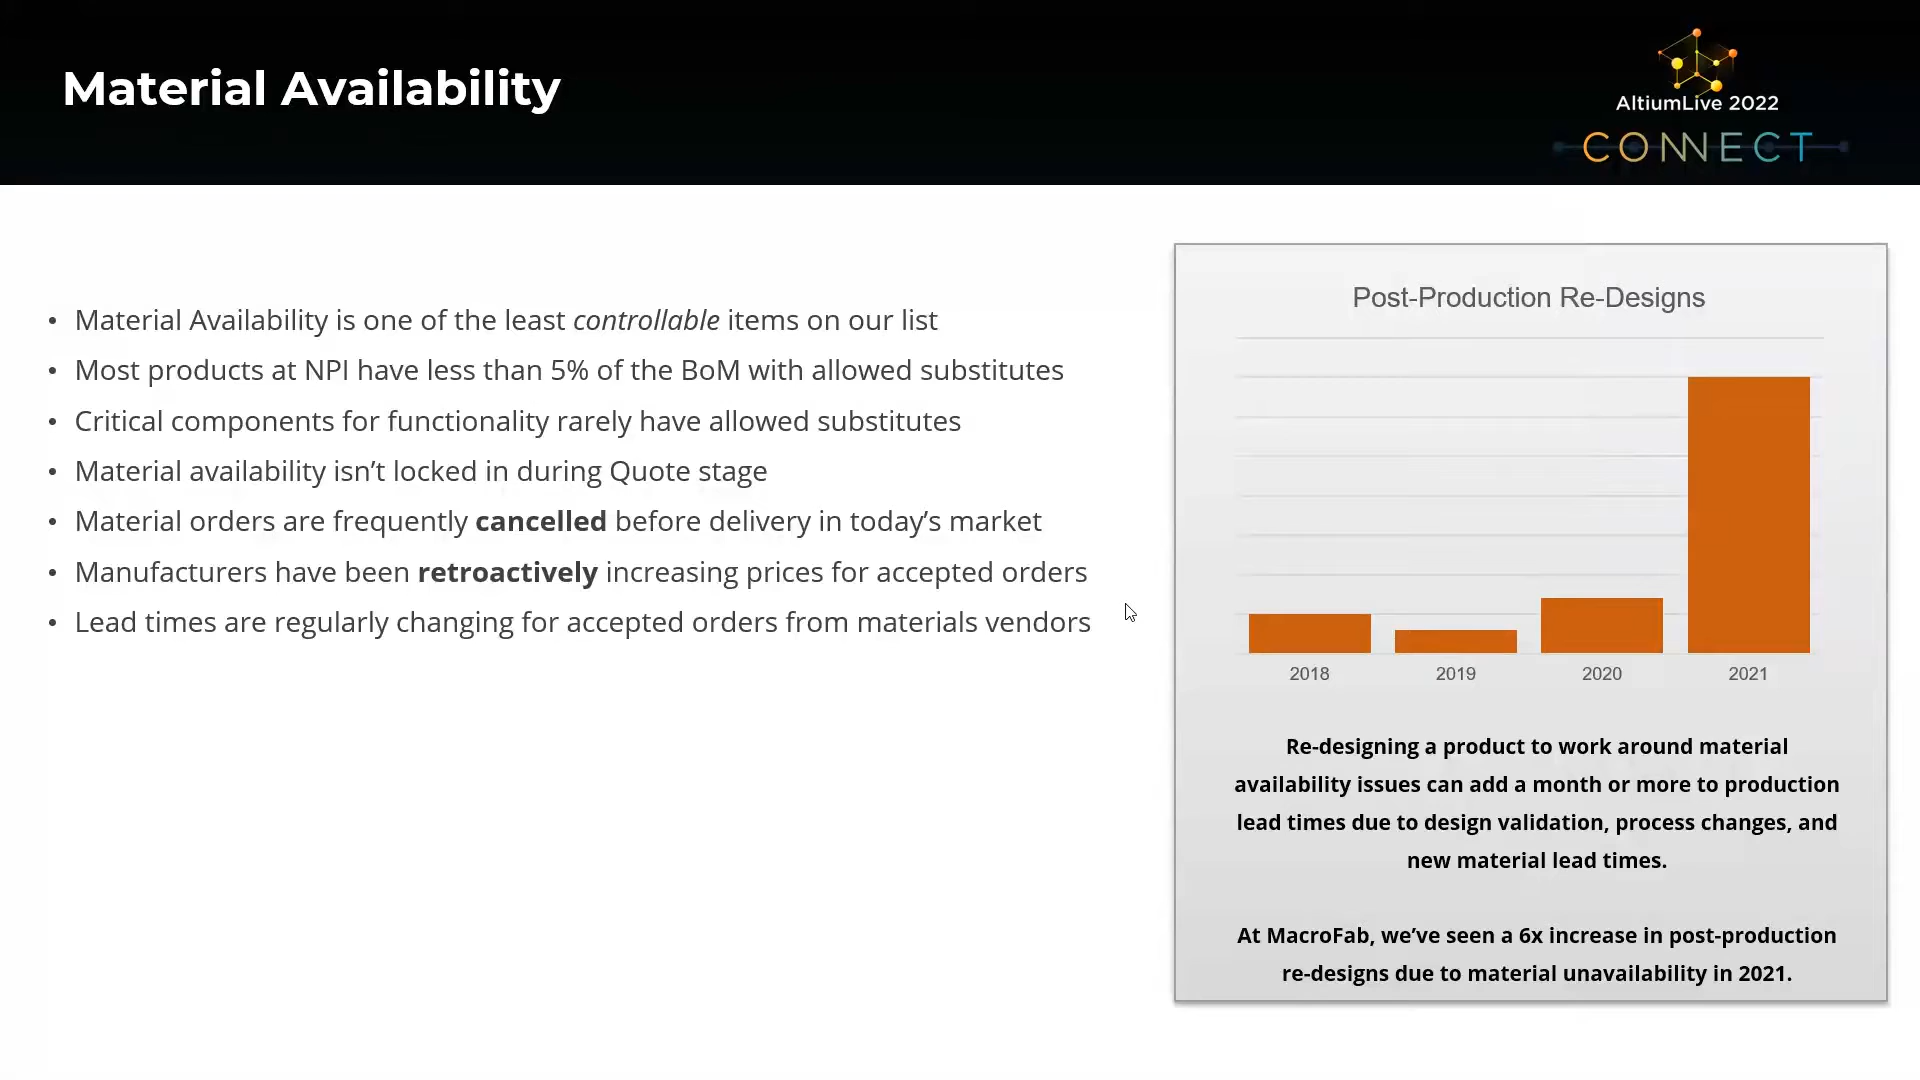 Material Availability
AltiumLive 2022
CONNECT
• Material Availability is one of the least controllable items on our list
• Most products at NPI have less than 5% of the BoM with allowed substitutes
• Critical components for functionality rarely have allowed substitutes
• Material availability isn’t locked in during Quote stage
• Material orders are frequently cancelled before delivery in today’s market
• Manufacturers have been retroactively increasing prices for accepted orders
• Lead times are regularly changing for accepted orders from materials vendors
Post-Production Re-Designs
2018 2019 2020 2021
Re-designing a product to work around material
availability issues can add a month or more to production
lead times due to design validation, process changes, and
new material lead times.
At MacroFab, we’ve seen a 6x increase in post-production
re-designs due to material unavailability in 2021.